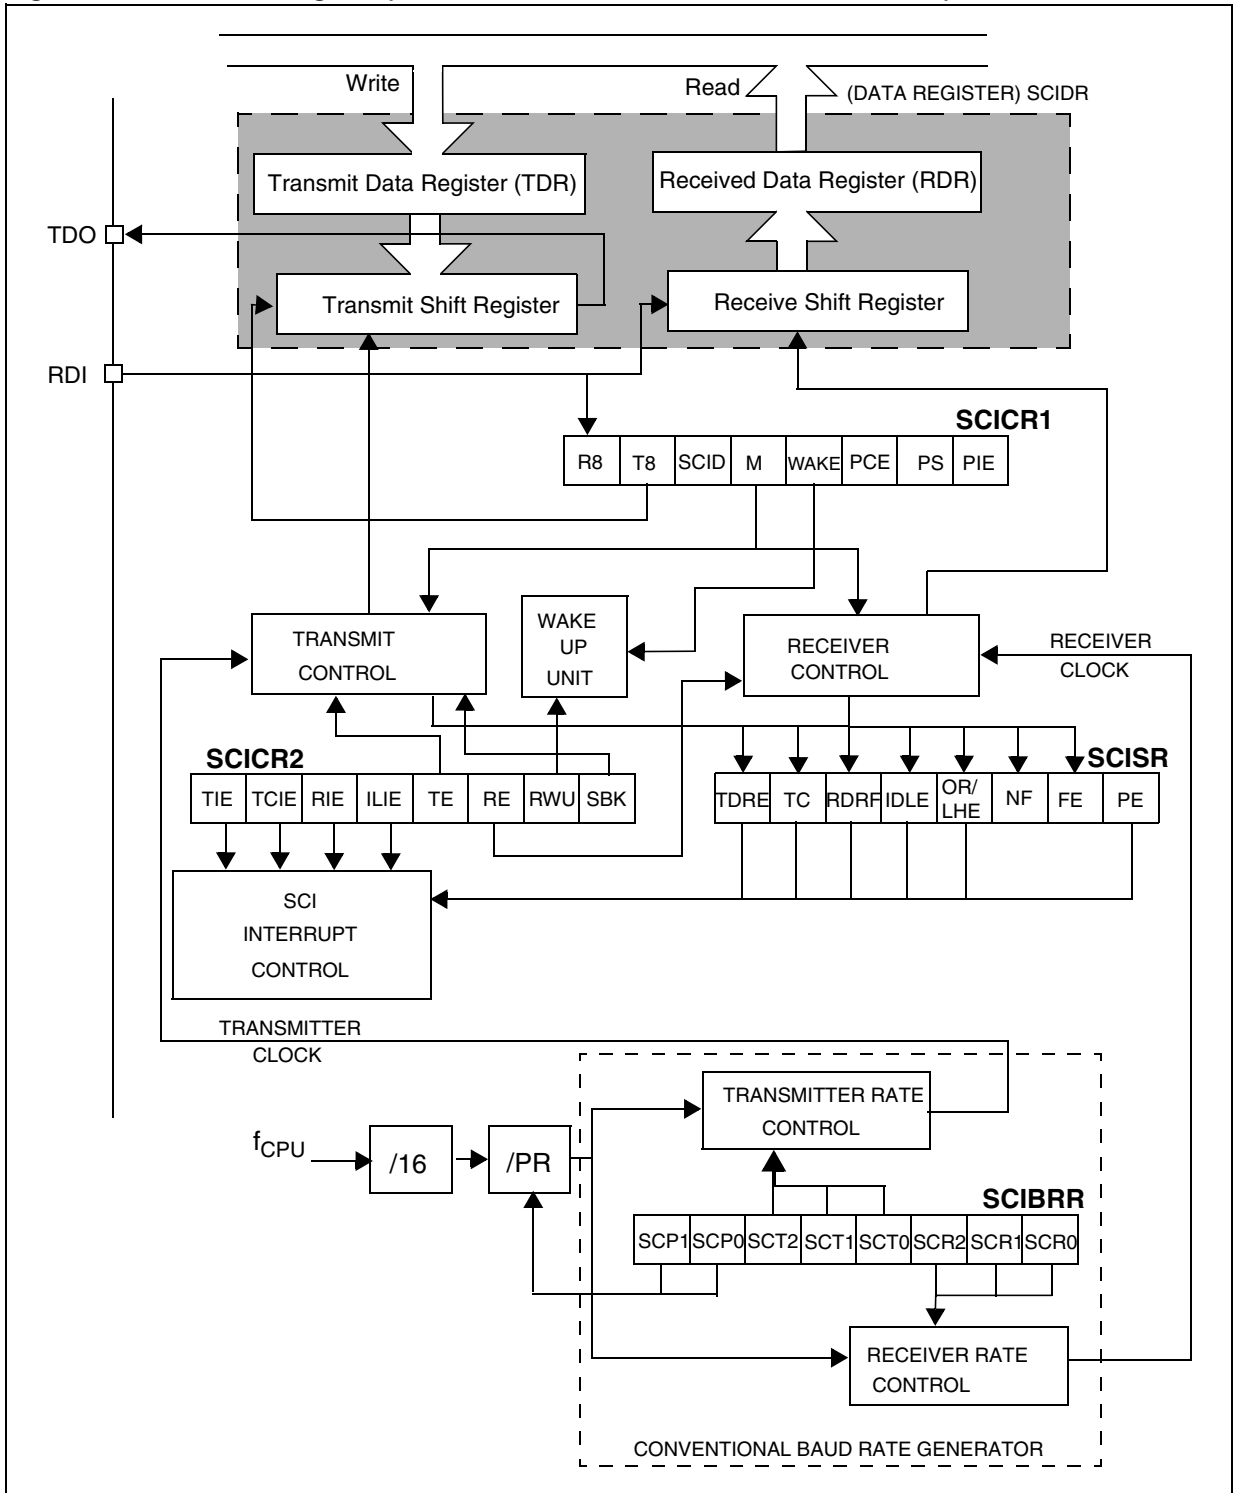 Write
Read
(DATA REGISTER) SCIDR
Transmit Data Register (TDR)
Received Data Register (RDR)
TDO
Transmit Shift Register
Receive Shift Register
RDI
SCICR1
R8 T8 SCID M WAKE PCE PS PIE
TRANSMIT
CONTROL
WAKE
UP
UNIT
RECEIVER
CONTROL
RECEIVER
CLOCK
SCICR2
SCISR
TIE TCIE RIE ILIE TE RE RWU SBK
TDRE TC RDRF IDLE OR/
LHE NF FE PE
SCI
INTERRUPT
CONTROL
TRANSMITTER
CLOCK
TRANSMITTER RATE
CONTROL
fCPU
/16
/PR
SCIBRR
SCP1 SCP0 SCT2 SCT1 SCT0 SCR2 SCR1 SCR0
RECEIVER RATE
CONTROL
CONVENTIONAL BAUD RATE GENERATOR